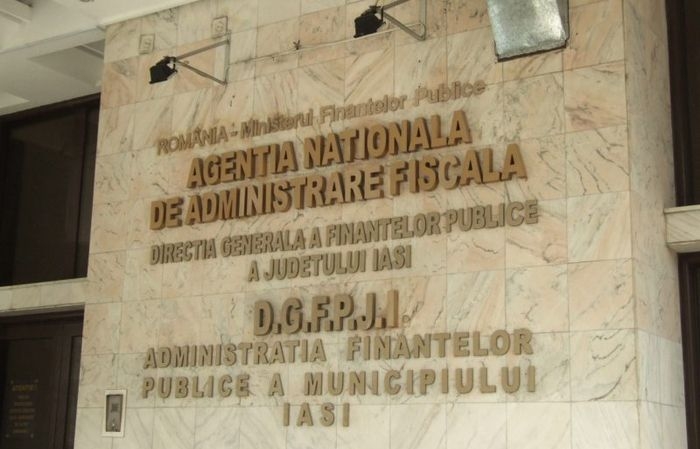 ROMÂNIA - Ministerul Finantelor Publice
AGENTIA NATIONALA
DE ADMINISTRARE FISCALA
DIRECTIA GENERALA A FINANTELOR PUBLICE
A JUDETULUI IASI
D.G.F.P.J.I.
ADMINISTRATIA FINANTELOR
PUBLICE A MUNICIPIULUI
IASI